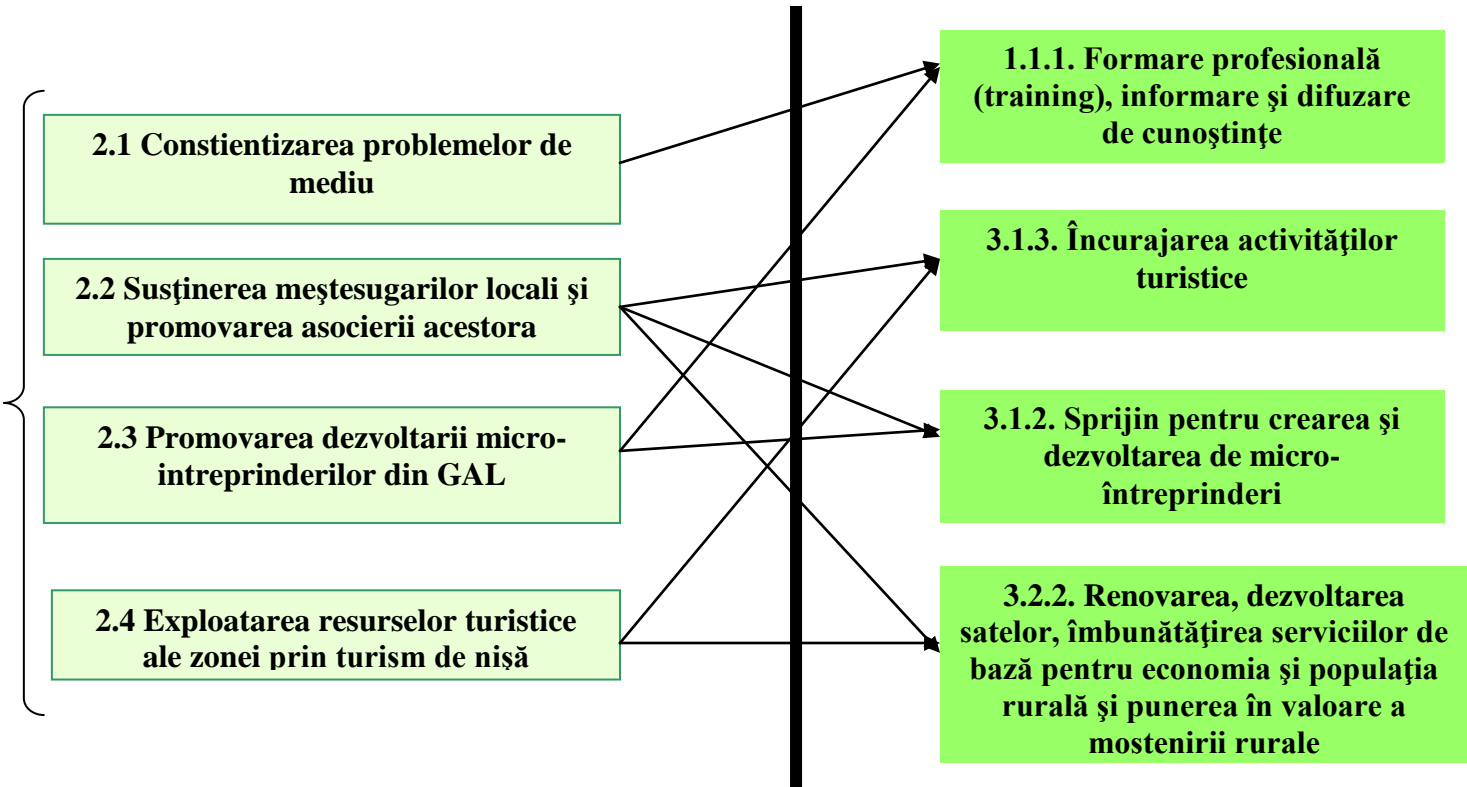 2.1 Constientizarea problemelor de
mediu
2.2 Susţinerea meştesugarilor locali şi
promovarea asocierii acestora
2.3 Promovarea dezvoltarii micro-
intreprinderilor din GAL
2.4 Exploatarea resurselor turistice
ale zonei prin turism de nişă
1.1.1. Formare profesională
(training), informare şi difuzare
de cunoştinţe
3.1.3. Încurajarea activităţilor
turistice
3.1.2. Sprijin pentru crearea şi
dezvoltarea de micro-
întreprinderi
3.2.2. Renovarea, dezvoltarea
satelor, îmbunătăţirea serviciilor de
bază pentru economia şi populaţia
rurală şi punerea în valoare a
mostenirii rurale